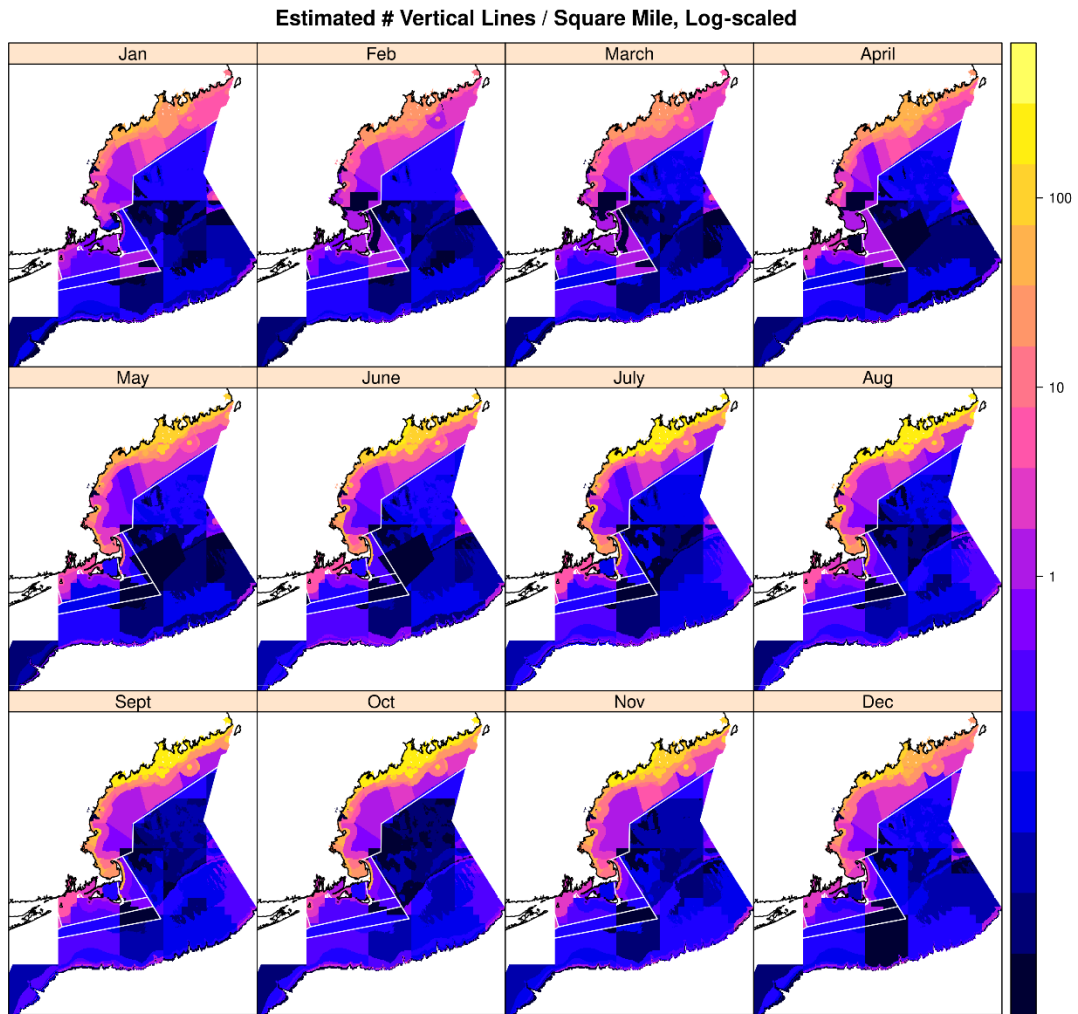 Estimated # Vertical Lines / Square Mile, Log-scaled
Jan
Feb
March
April
May
June
July
Aug
Sept
Oct
Nov
Dec
100
10
1